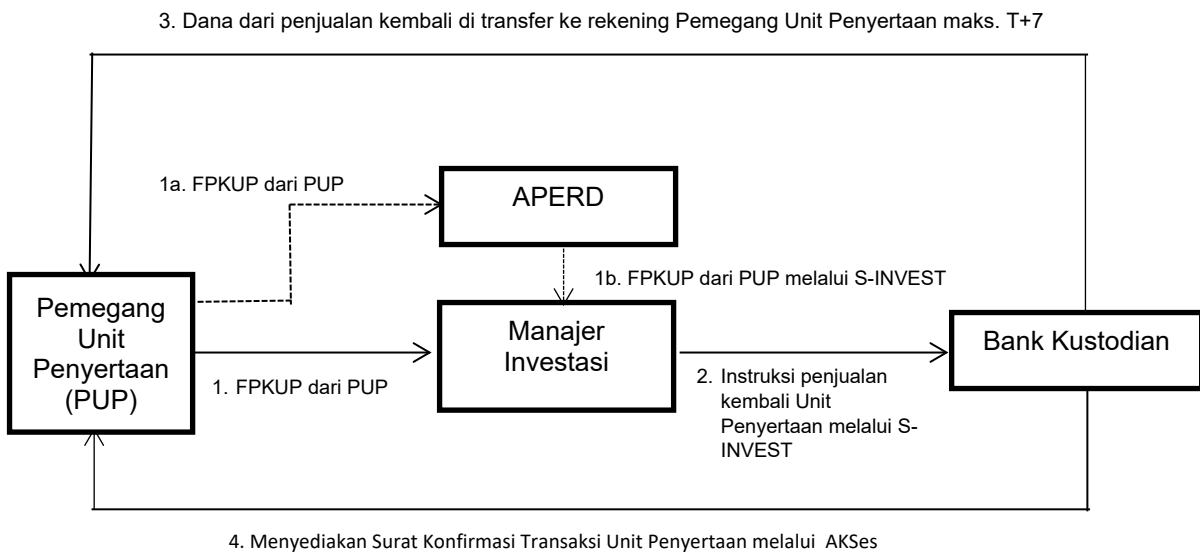 3. Dana dari penjualan kembali di transfer ke rekening Pemegang Unit Penyertaan maks. T+7
1a. FPKUP dari PUP
APERD
1b. FPKUP dari PUP melalui S-INVEST
Pemegang
Unit
Penyertaan
(PUP)
1. FPKUP dari PUP
Manajer
Investasi
2. Instruksi penjualan
kembali Unit
Penyertaan melalui S-
INVEST
Bank Kustodian
4. Menyediakan Surat Konfirmasi Transaksi Unit Penyertaan melalui AKSes